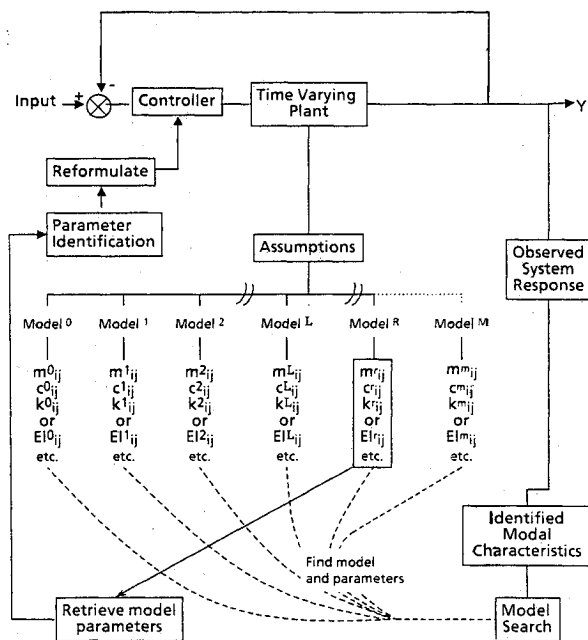 -
Input + Controller Time Varying Plant Y
Reformulate
Parameter
Identification
Assumptions
Observed
System
Response
Model 0 Model 1 Model 2 Model L Model R Model M
m⁰ij m¹ij m²ij mᴸij mʳij mᵐij
c⁰ij c¹ij c²ij cᴸij cʳij cᵐij
k⁰ij k¹ij k²ij kᴸij kʳij kᵐij
or or or or or or
EI⁰ij EI¹ij EI²ij EIᴸij EIʳij EIᵐij
etc. etc. etc. etc. etc. etc.
Identified
Modal
Characteristics
Find model
and parameters
Retrieve model
parameters
Model
Search